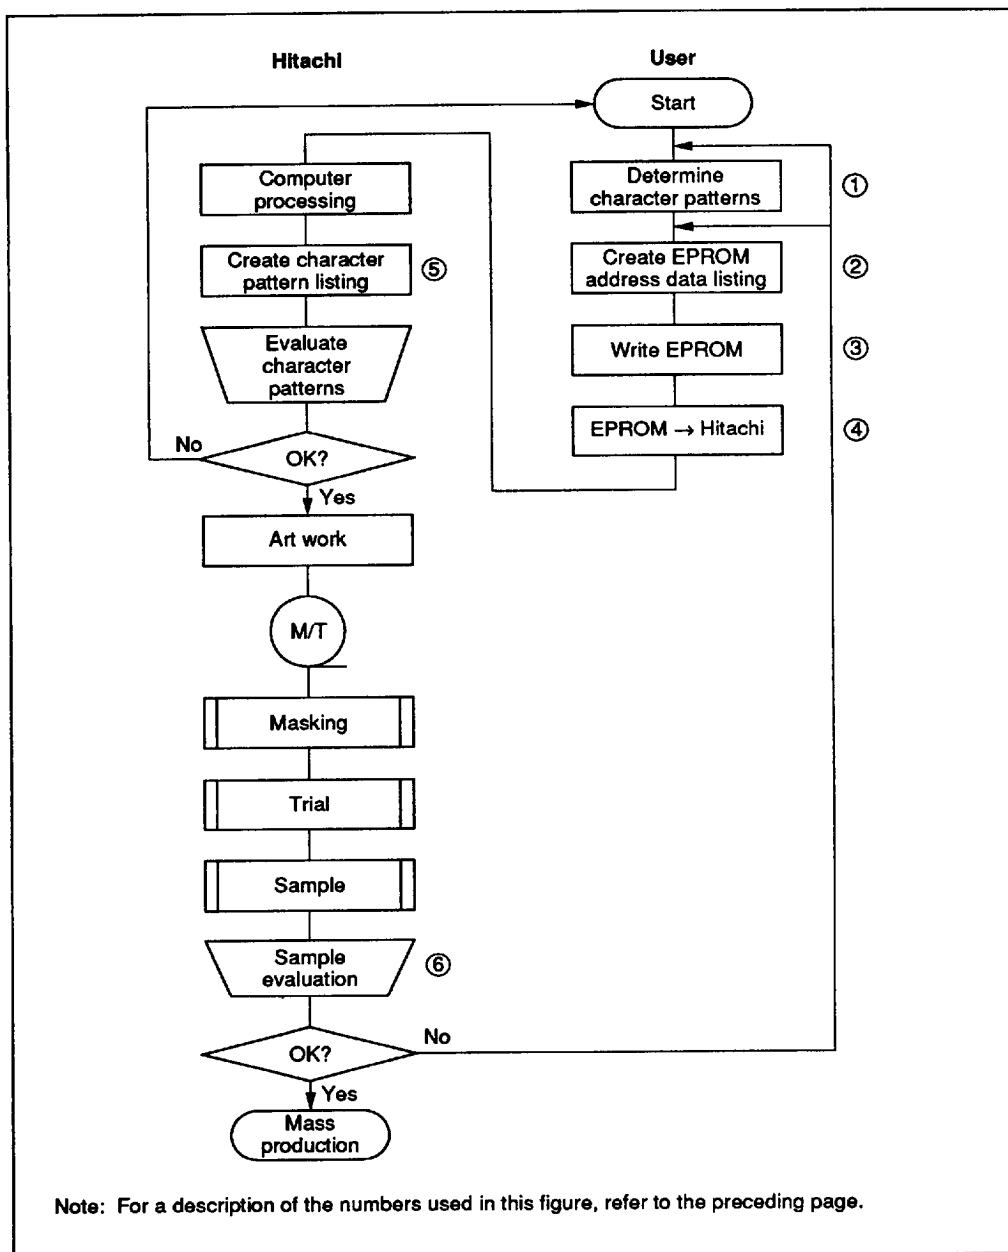 Hitachi
User
Start
Determine
character patterns
①
Create EPROM
address data listing
②
Write EPROM
③
EPROM → Hitachi
④
Computer
processing
Create character
pattern listing
⑤
Evaluate
character
patterns
OK?
No
Yes
Art work
M/T
Masking
Trial
Sample
Sample
evaluation
⑥
OK?
No
Yes
Mass
production
Note: For a description of the numbers used in this figure, refer to the preceding page.